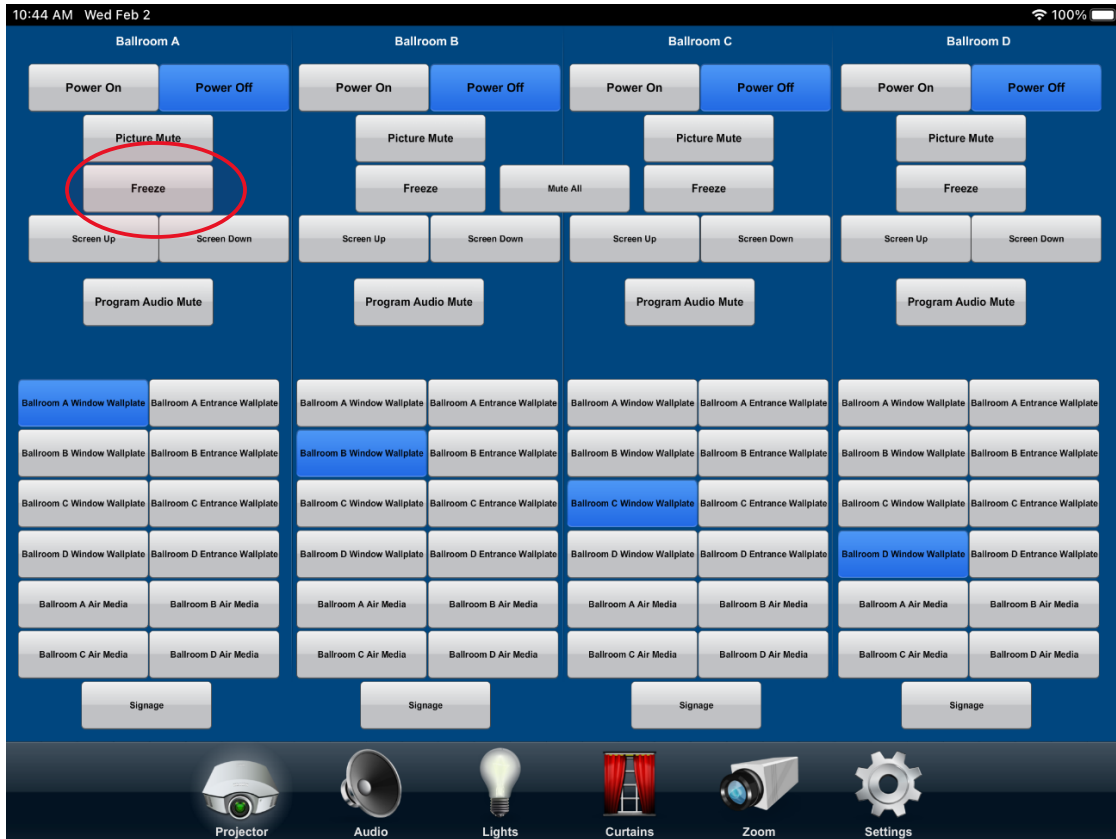 10:44 AM Wed Feb 2 100%
Ballroom A Ballroom B Ballroom C Ballroom D
Power On Power Off Power On Power Off Power On Power Off Power On Power Off
Picture Mute Picture Mute Picture Mute Picture Mute
Freeze Freeze Mute All Freeze Freeze
Screen Up Screen Down Screen Up Screen Down Screen Up Screen Down Screen Up Screen Down
Program Audio Mute Program Audio Mute Program Audio Mute Program Audio Mute
Ballroom A Window Wallplate Ballroom A Entrance Wallplate Ballroom A Window Wallplate Ballroom A Entrance Wallplate Ballroom A Window Wallplate Ballroom A Entrance Wallplate Ballroom A Window Wallplate Ballroom A Entrance Wallplate
Ballroom B Window Wallplate Ballroom B Entrance Wallplate Ballroom B Window Wallplate Ballroom B Entrance Wallplate Ballroom B Window Wallplate Ballroom B Entrance Wallplate Ballroom B Window Wallplate Ballroom B Entrance Wallplate
Ballroom C Window Wallplate Ballroom C Entrance Wallplate Ballroom C Window Wallplate Ballroom C Entrance Wallplate Ballroom C Window Wallplate Ballroom C Entrance Wallplate Ballroom C Window Wallplate Ballroom C Entrance Wallplate
Ballroom D Window Wallplate Ballroom D Entrance Wallplate Ballroom D Window Wallplate Ballroom D Entrance Wallplate Ballroom D Window Wallplate Ballroom D Entrance Wallplate Ballroom D Window Wallplate Ballroom D Entrance Wallplate
Ballroom A Air Media Ballroom B Air Media Ballroom A Air Media Ballroom B Air Media Ballroom A Air Media Ballroom B Air Media Ballroom A Air Media Ballroom B Air Media
Ballroom C Air Media Ballroom D Air Media Ballroom C Air Media Ballroom D Air Media Ballroom C Air Media Ballroom D Air Media Ballroom C Air Media Ballroom D Air Media
Signage Signage Signage Signage
Projector Audio Lights Curtains Zoom Settings